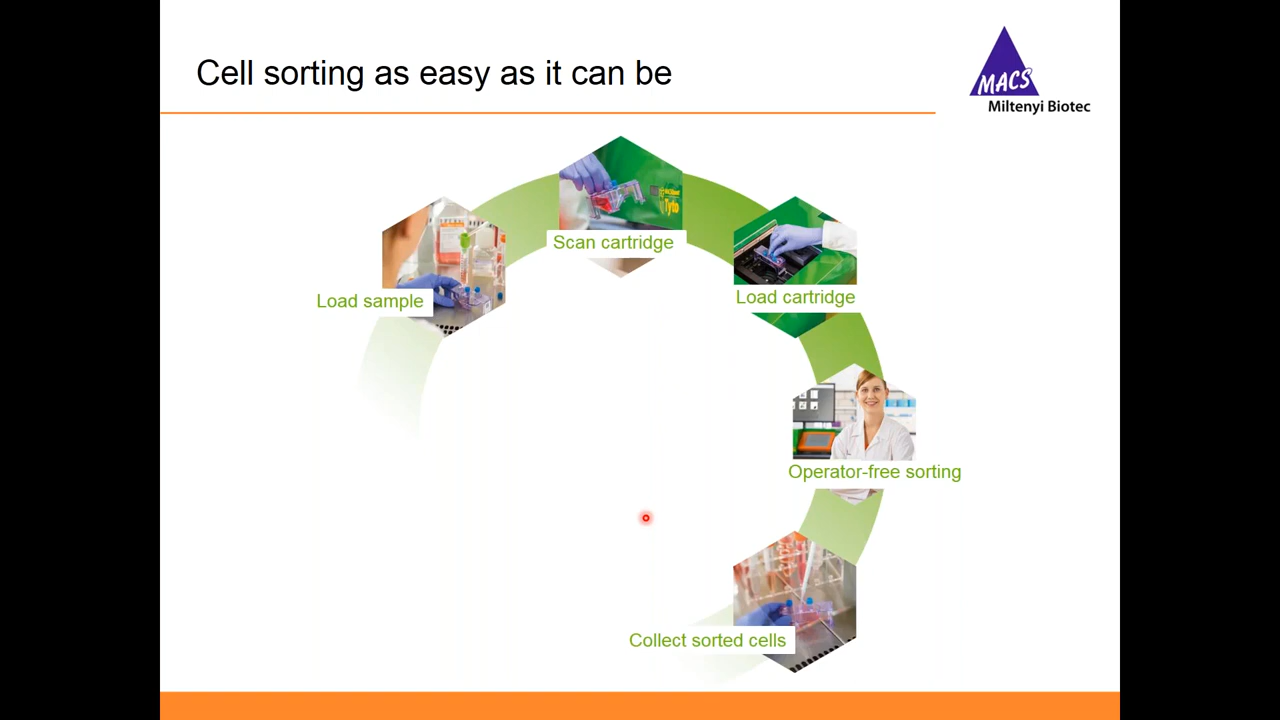 Cell sorting as easy as it can be
MACS
Miltenyi Biotec
Tyto
Scan cartridge
Load cartridge
Load sample
Operator-free sorting
Collect sorted cells